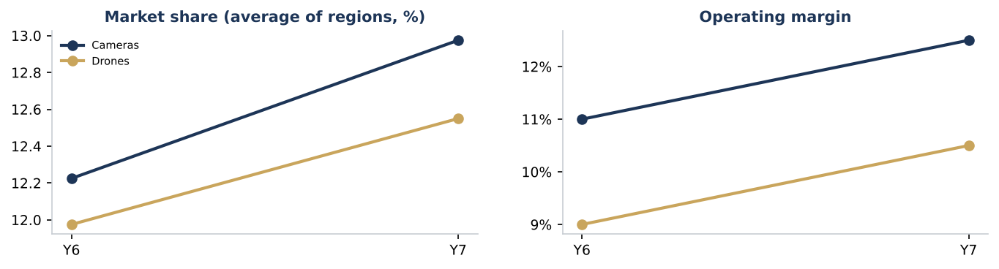 Market share (average of regions, %)
13.0
12.8
12.6
12.4
12.2
12.0
Cameras
Drones
Y6
Y7
Operating margin
12%
11%
10%
9%
Y6
Y7